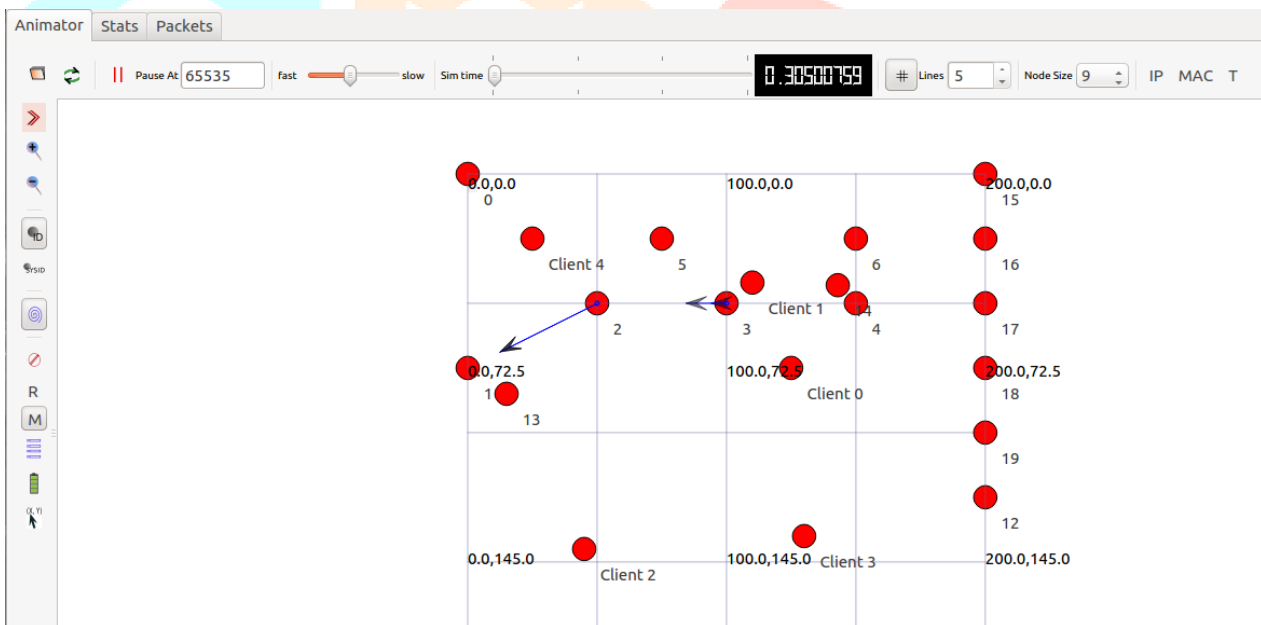 Animator Stats Packets
Pause At 65535 fast slow Sim time 0.30500759 # Lines 5 Node Size 9 IP MAC T
ID
SYSID
R
M
(X, Y)
0.0,0.0 100.0,0.0 200.0,0.0
0 15
Client 4 5 6 16
Client 1 14
2 3 4 17
0.0,72.5 100.0,72.5 200.0,72.5
1 Client 0 18
13
19
12
0.0,145.0 100.0,145.0 Client 3 200.0,145.0
Client 2